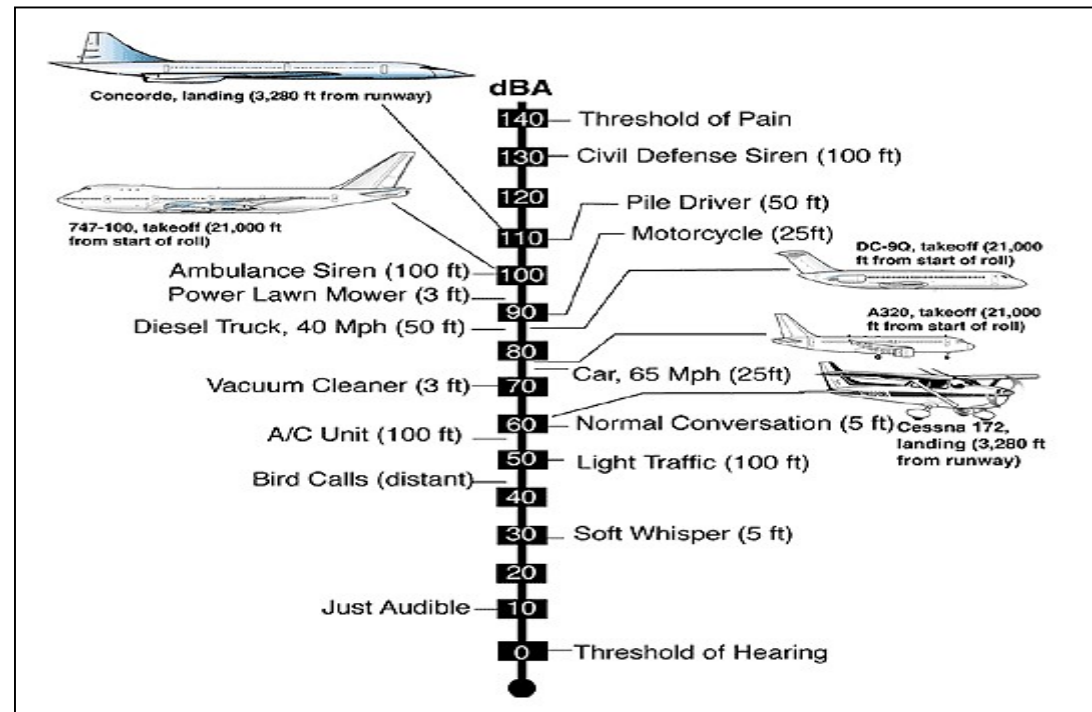 Concorde, landing (3,280 ft from runway)
dBA
140
Threshold of Pain
130
Civil Defense Siren (100 ft)
120
Pile Driver (50 ft)
747-100, takeoff (21,000 ft
from start of roll)
110
Motorcycle (25ft)
DC-9Q, takeoff (21,000
ft from start of roll)
Ambulance Siren (100 ft)
100
Power Lawn Mower (3 ft)
90
A320, takeoff (21,000
ft from start of roll)
Diesel Truck, 40 Mph (50 ft)
80
Car, 65 Mph (25ft)
Vacuum Cleaner (3 ft)
70
60
Normal Conversation (5 ft)
Cessna 172,
landing (3,280 ft
from runway)
A/C Unit (100 ft)
50
Light Traffic (100 ft)
Bird Calls (distant)
40
30
Soft Whisper (5 ft)
20
Just Audible
10
0
Threshold of Hearing